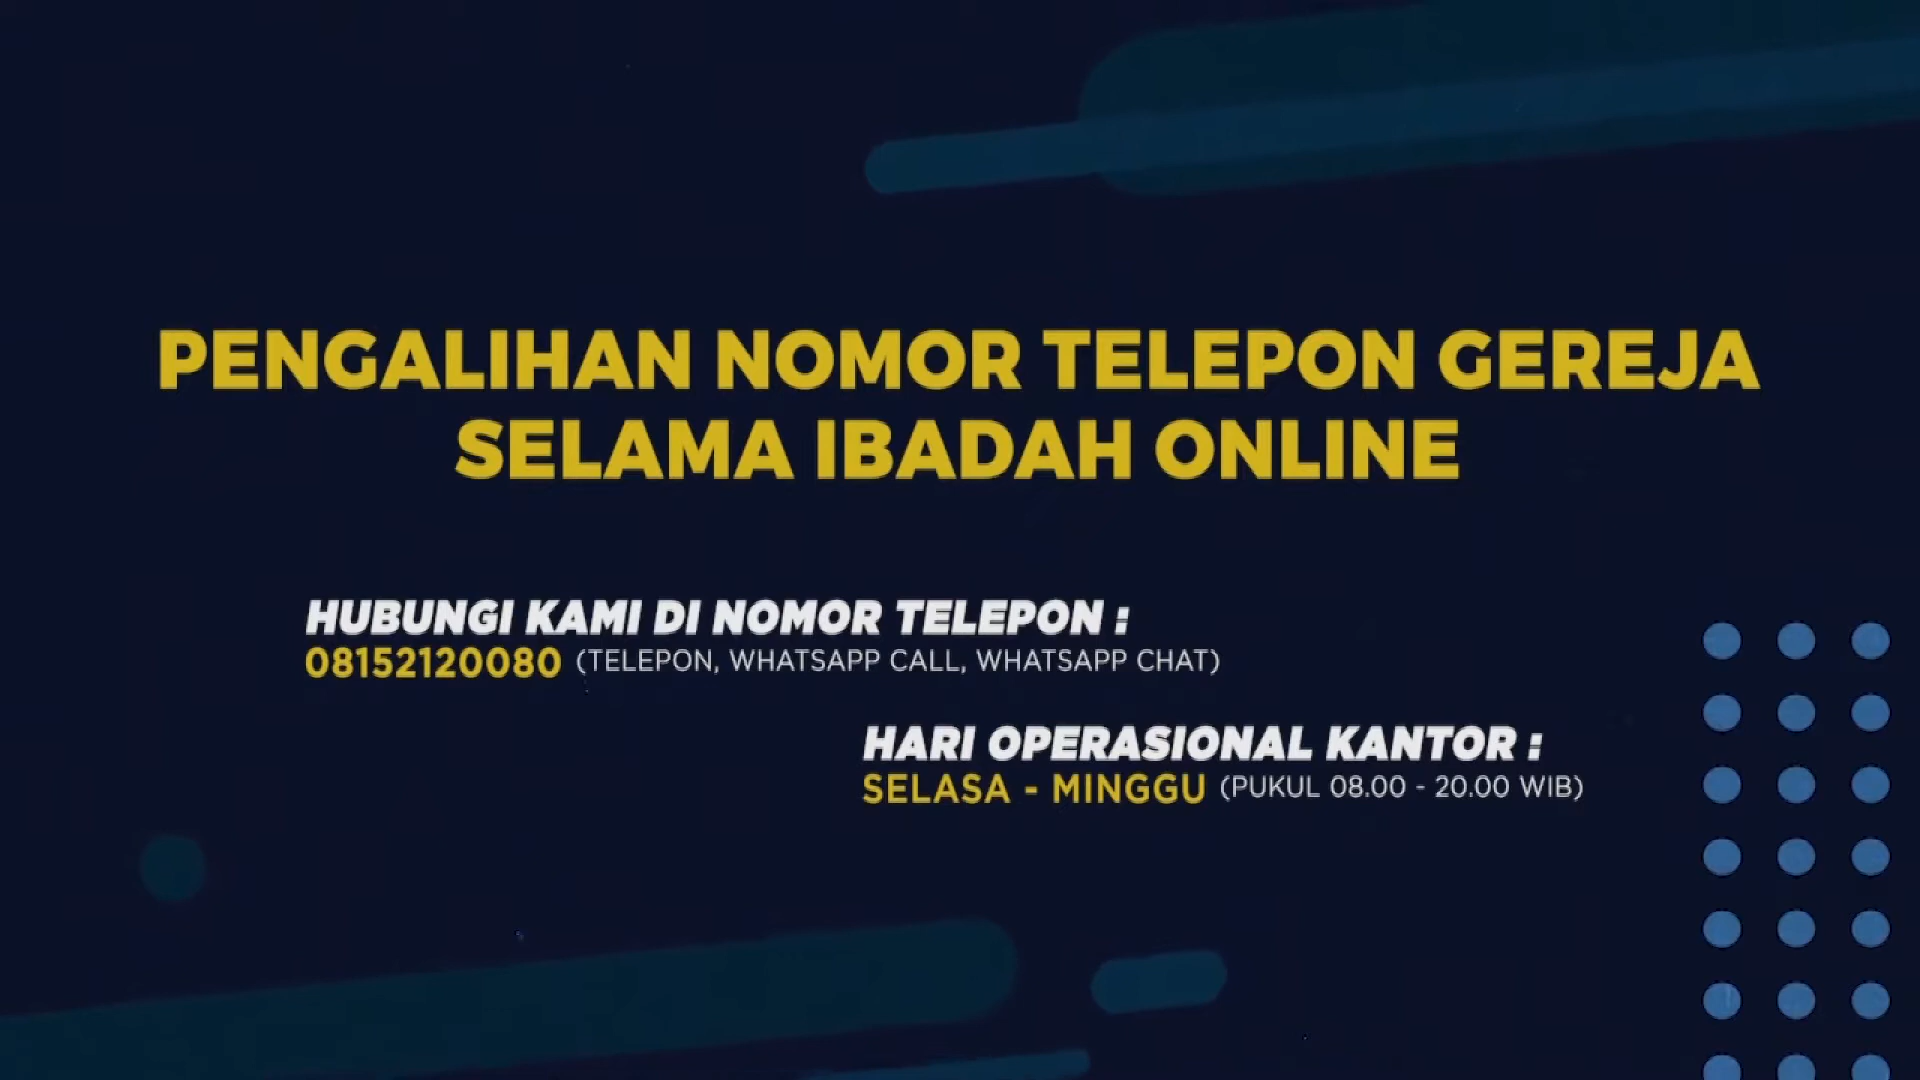 PENGALIHAN NOMOR TELEPON GEREJA
SELAMA IBADAH ONLINE
HUBUNGI KAMI DI NOMOR TELEPON :
08152120080 (TELEPON, WHATSAPP CALL, WHATSAPP CHAT)
HARI OPERASIONAL KANTOR :
SELASA - MINGGU (PUKUL 08.00 - 20.00 WIB)